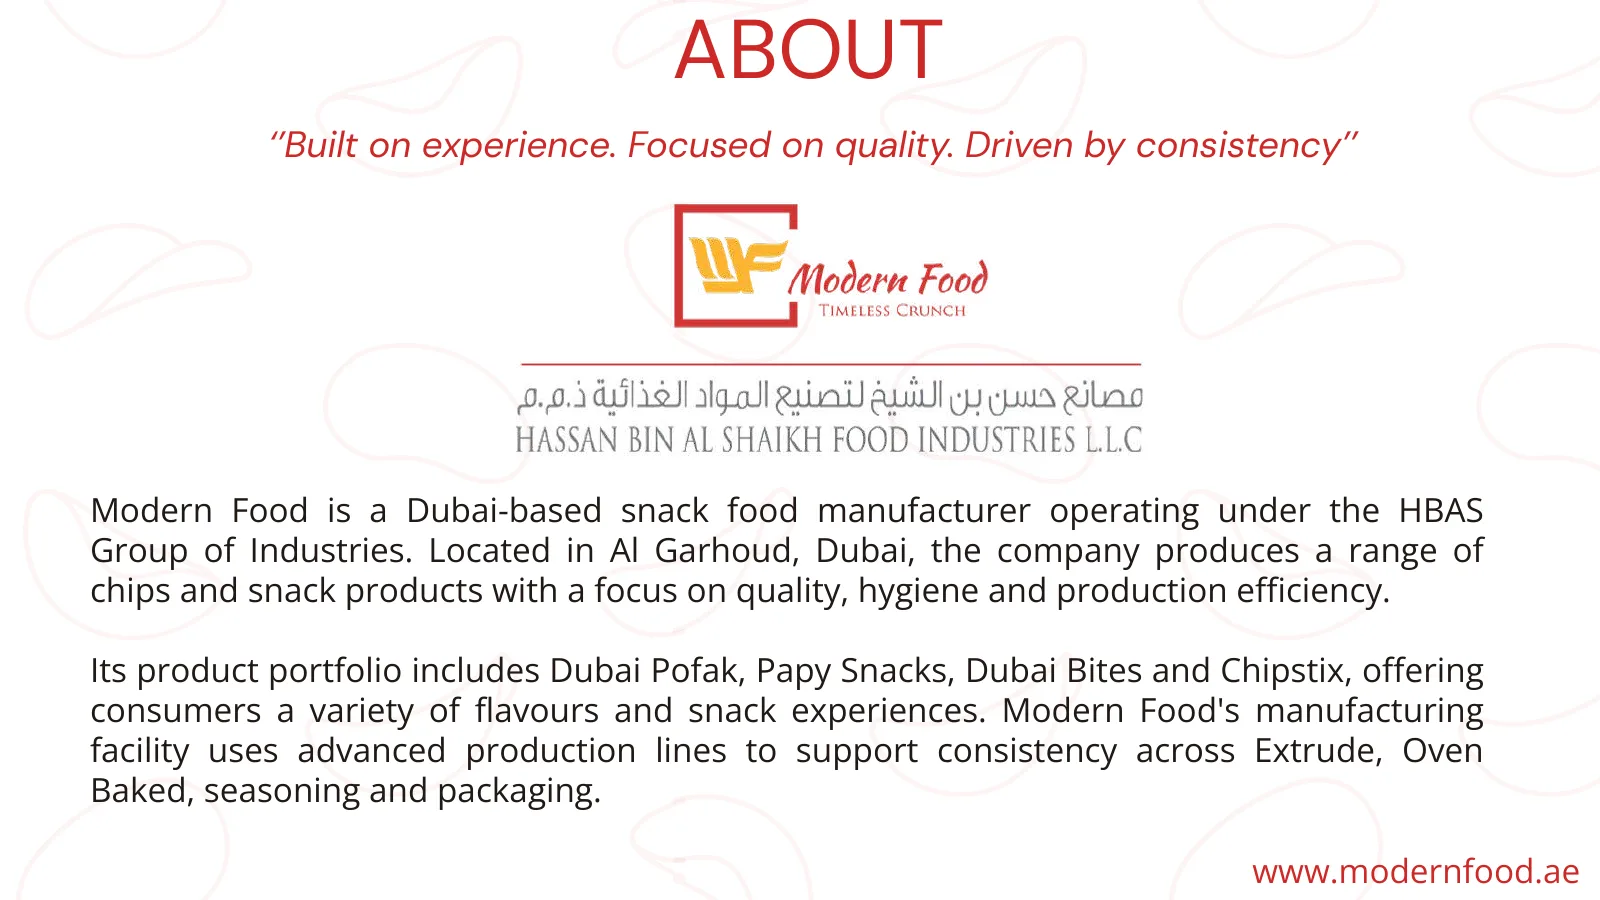 ABOUT
“Built on experience. Focused on quality. Driven by consistency”
Modern Food
TIMELESS CRUNCH
مصانع حسن بن الشيخ لتصنيع المواد الغذائية ذ.م.م
HASSAN BIN AL SHAIKH FOOD INDUSTRIES L.L.C
Modern Food is a Dubai-based snack food manufacturer operating under the HBAS
Group of Industries. Located in Al Garhoud, Dubai, the company produces a range of
chips and snack products with a focus on quality, hygiene and production efficiency.
Its product portfolio includes Dubai Pofak, Papy Snacks, Dubai Bites and Chipstix, offering
consumers a variety of flavours and snack experiences. Modern Food's manufacturing
facility uses advanced production lines to support consistency across Extrude, Oven
Baked, seasoning and packaging.
www.modernfood.ae